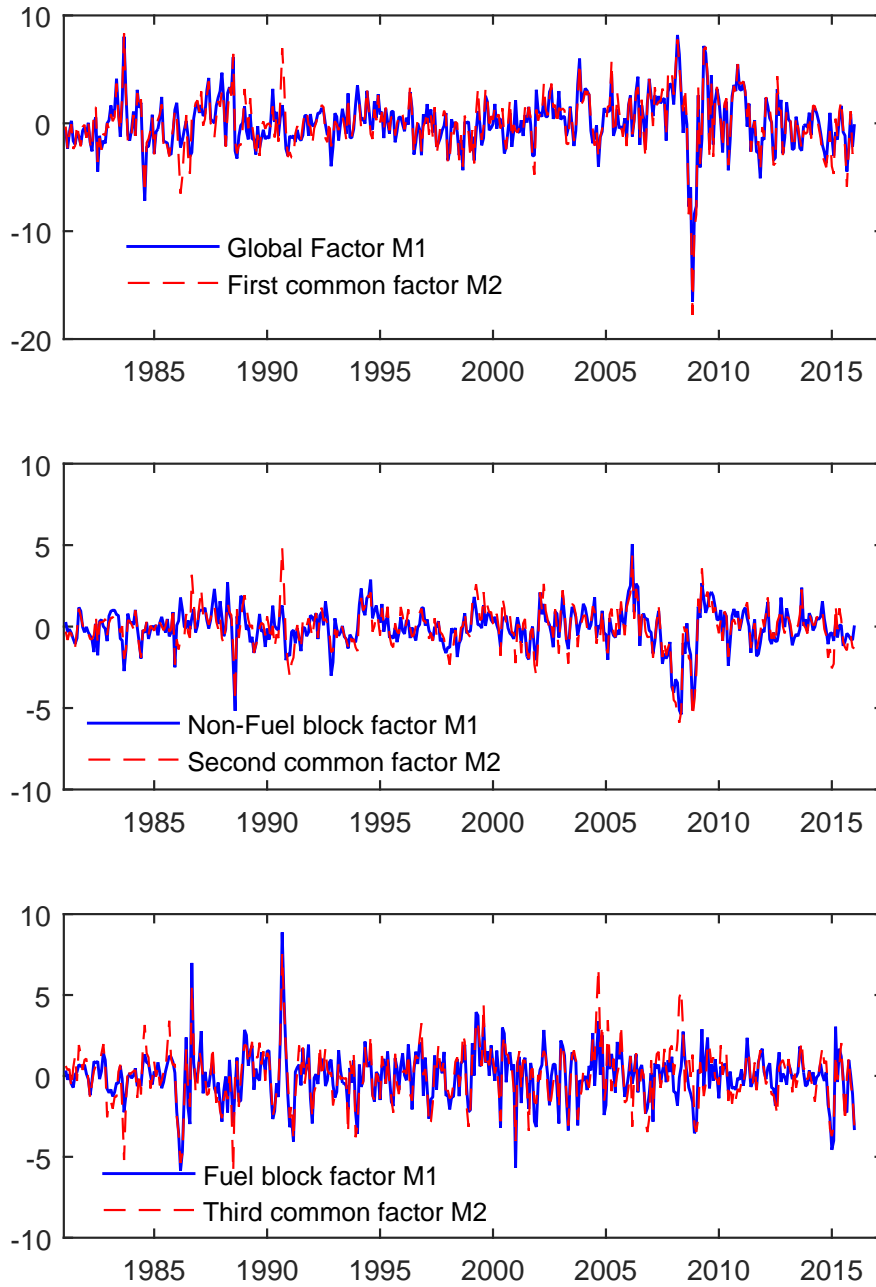 10
0
-10
-20
Global Factor M1
First common factor M2
1985 1990 1995 2000 2005 2010 2015
10
5
0
-5
-10
Non-Fuel block factor M1
Second common factor M2
1985 1990 1995 2000 2005 2010 2015
10
5
0
-5
-10
Fuel block factor M1
Third common factor M2
1985 1990 1995 2000 2005 2010 2015